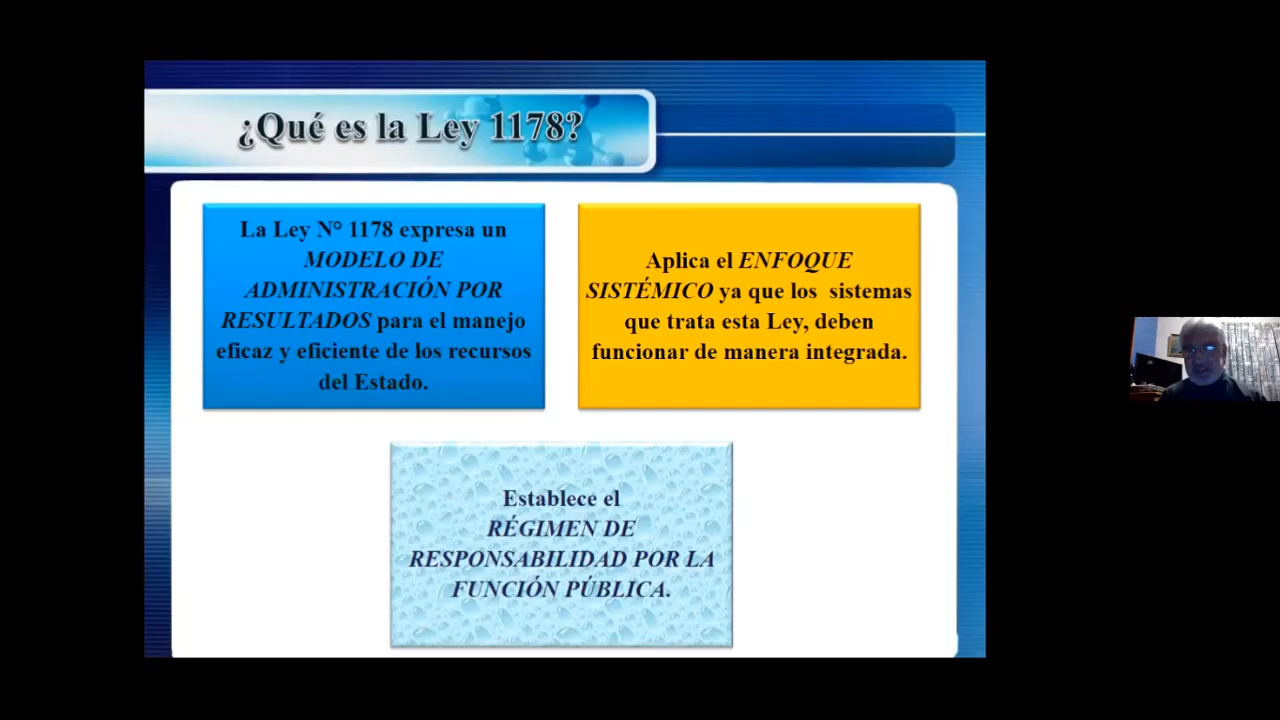 ¿Qué es la Ley 1178?
La Ley N° 1178 expresa un
MODELO DE
ADMINISTRACIÓN POR
RESULTADOS para el manejo
eficaz y eficiente de los recursos
del Estado.
Aplica el ENFOQUE
SISTÉMICO ya que los sistemas
que trata esta Ley, deben
funcionar de manera integrada.
Establece el
RÉGIMEN DE
RESPONSABILIDAD POR LA
FUNCIÓN PÚBLICA.